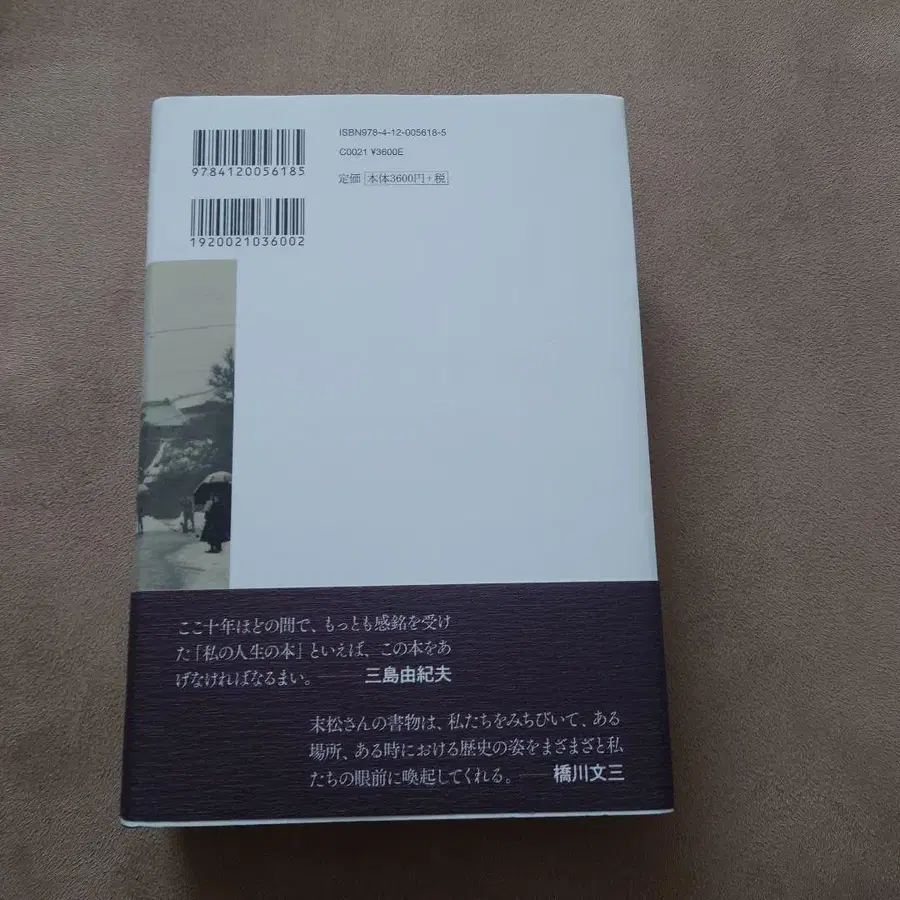 ISBN978-4-12-005618-5
C0021 ¥3600E
定価 本体3600円+税
9784120056185
1920021036002
ここ十年ほどの間で、もっとも感銘を受け
た「私の人生の本」といえば、この本をあ
げなければなるまい。——三島由紀夫
末松さんの書物は、私たちをみちびいて、ある
場所、ある時における歴史の姿をまざまざと私
たちの眼前に喚起してくれる。——橋川文三